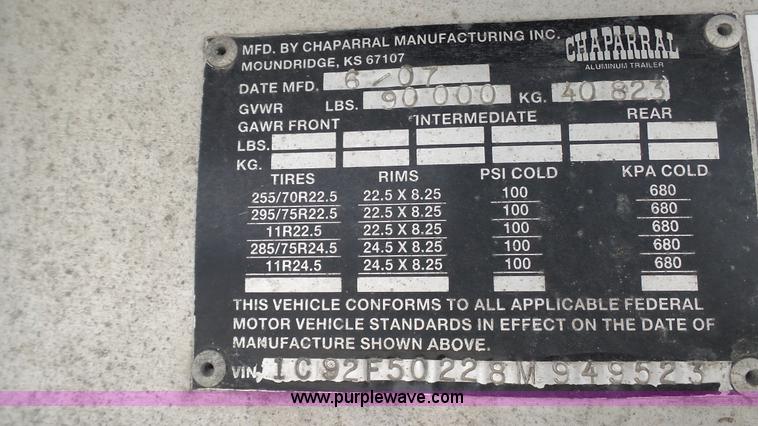 MFD. BY CHAPARRAL MANUFACTURING INC.
MOUNDRIDGE, KS 67107
CHAPARRAL
ALUMINUM TRAILER
DATE MFD. 6-07
GVWR LBS. 90 000 KG. 40 823
GAWR FRONT INTERMEDIATE REAR
LBS.
KG.
TIRES RIMS PSI COLD KPA COLD
255/70R22.5 22.5 X 8.25 100 680
295/75R22.5 22.5 X 8.25 100 680
11R22.5 22.5 X 8.25 100 680
285/75R24.5 24.5 X 8.25 100 680
11R24.5 24.5 X 8.25 100 680
THIS VEHICLE CONFORMS TO ALL APPLICABLE FEDERAL
MOTOR VEHICLE STANDARDS IN EFFECT ON THE DATE OF
MANUFACTURE SHOWN ABOVE.
VIN 1C92F50228M949523
www.purplewave.com